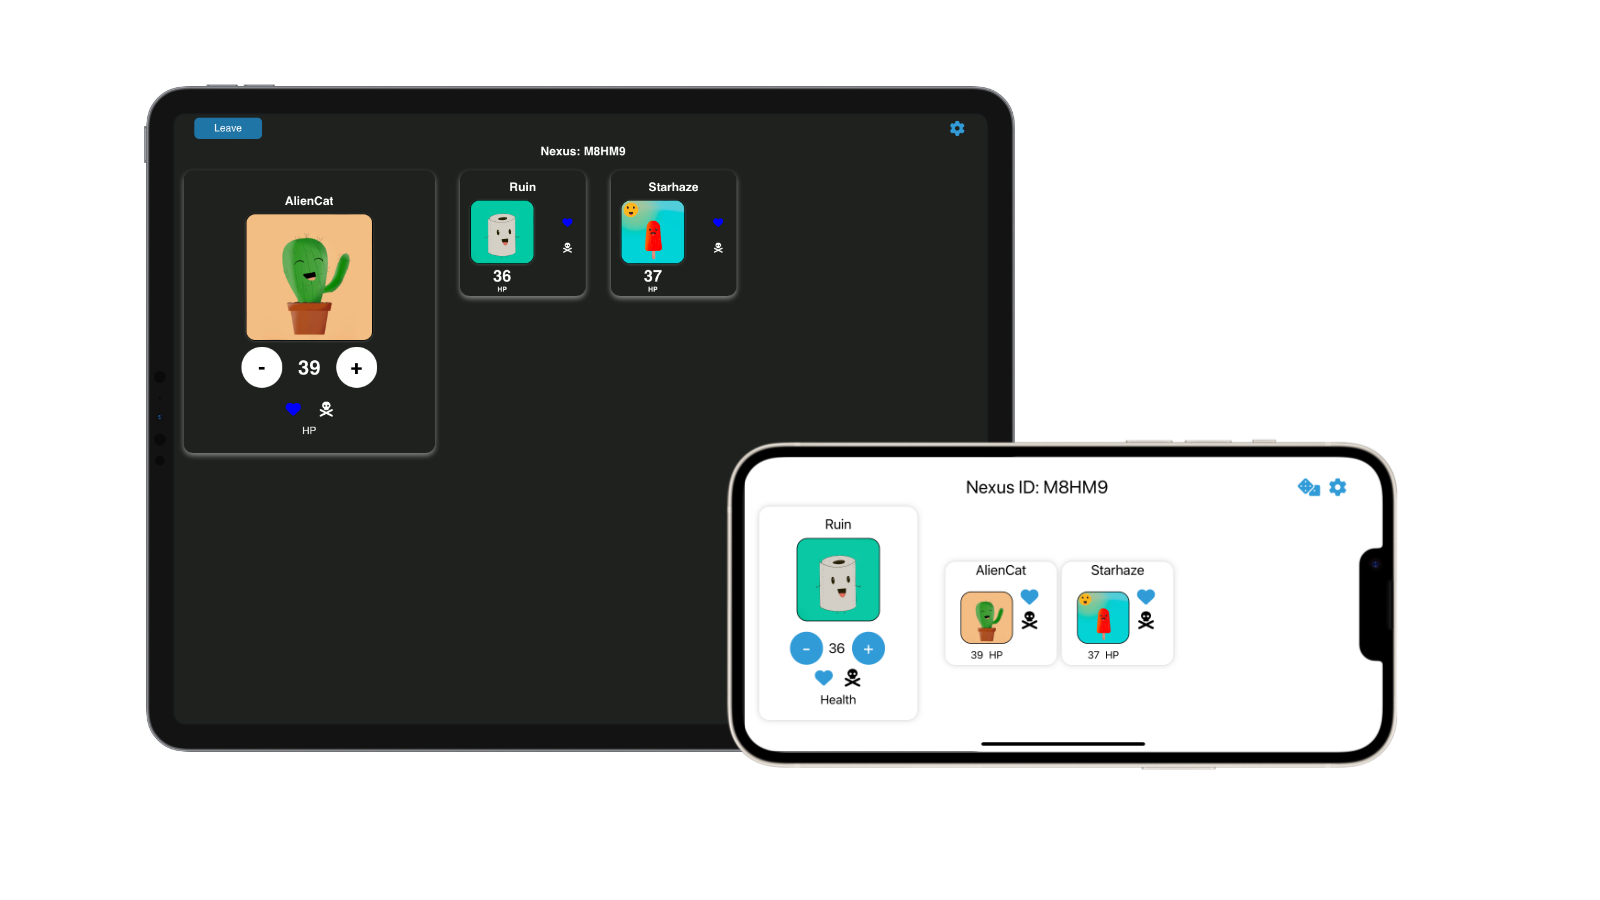 Leave
Nexus: M8HM9
AlienCat
- 39 +
HP
Ruin
36
HP
Starhaze
37
HP
Nexus ID: M8HM9
Ruin
- 36 +
Health
AlienCat
39 HP
Starhaze
37 HP